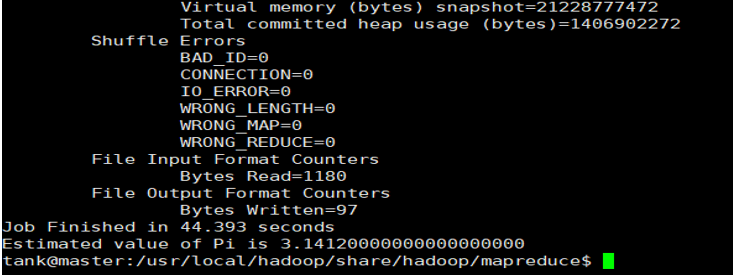 Virtual memory (bytes) snapshot=21228777472
Total committed heap usage (bytes)=1406902272
Shuffle Errors
BAD_ID=0
CONNECTION=0
IO_ERROR=0
WRONG_LENGTH=0
WRONG_MAP=0
WRONG_REDUCE=0
File Input Format Counters
Bytes Read=1180
File Output Format Counters
Bytes Written=97
Job Finished in 44.393 seconds
Estimated value of Pi is 3.14120000000000000000
tank@master:/usr/local/hadoop/share/hadoop/mapreduce$